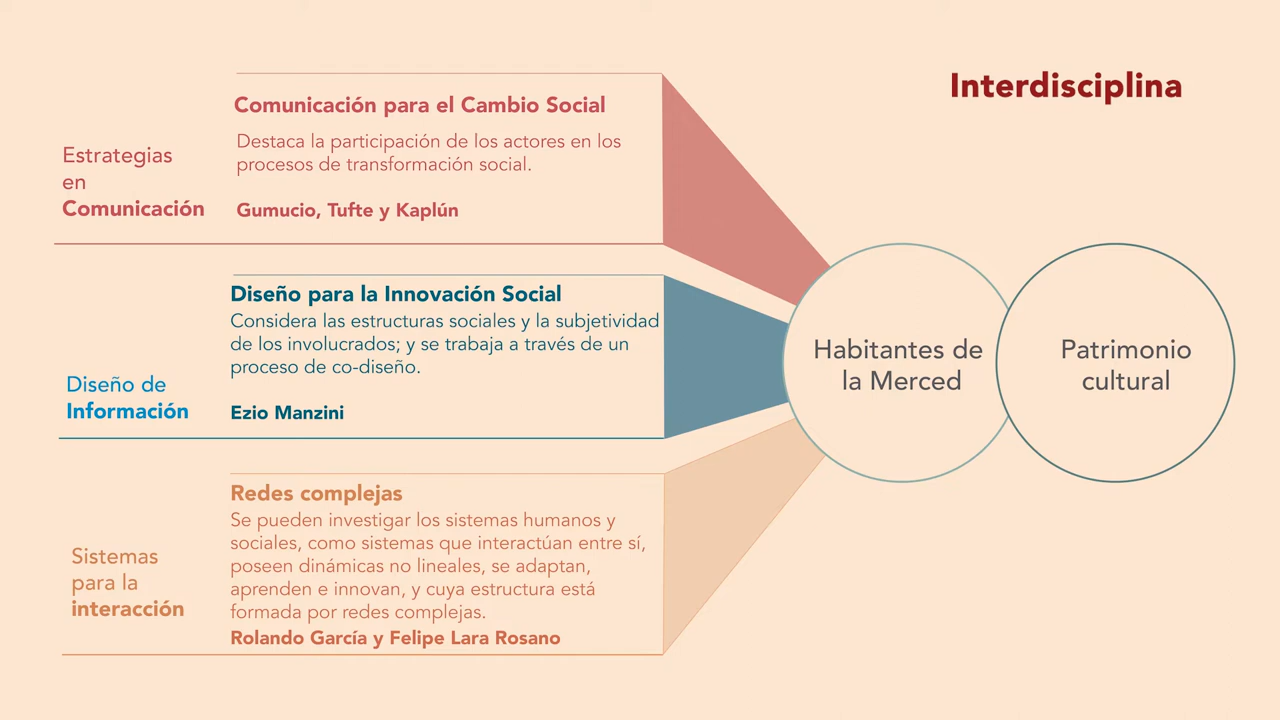 Interdisciplina
Estrategias
en
Comunicación
Comunicación para el Cambio Social
Destaca la participación de los actores en los
procesos de transformación social.
Gumucio, Tufte y Kaplún
Diseño de
Información
Diseño para la Innovación Social
Considera las estructuras sociales y la subjetividad
de los involucrados; y se trabaja a través de un
proceso de co-diseño.
Ezio Manzini
Sistemas
para la
interacción
Redes complejas
Se pueden investigar los sistemas humanos y
sociales, como sistemas que interactúan entre sí,
poseen dinámicas no lineales, se adaptan,
aprenden e innovan, y cuya estructura está
formada por redes complejas.
Rolando García y Felipe Lara Rosano
Habitantes de
la Merced
Patrimonio
cultural